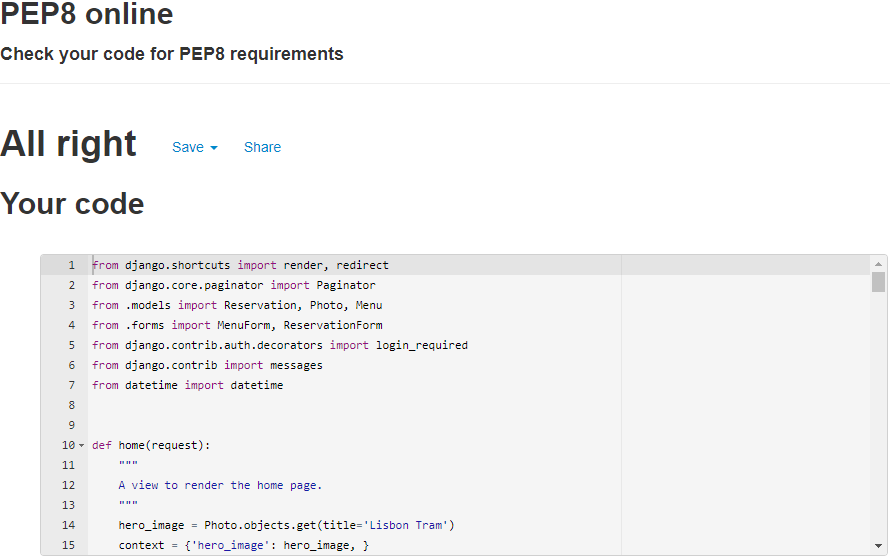 PEP8 online
Check your code for PEP8 requirements
All right Save Share
Your code
1 from django.shortcuts import render, redirect
2 from django.core.paginator import Paginator
3 from .models import Reservation, Photo, Menu
4 from .forms import MenuForm, ReservationForm
5 from django.contrib.auth.decorators import login_required
6 from django.contrib import messages
7 from datetime import datetime
8
9
10 def home(request):
11 """
12 A view to render the home page.
13 """
14 hero_image = Photo.objects.get(title='Lisbon Tram')
15 context = {'hero_image': hero_image, }